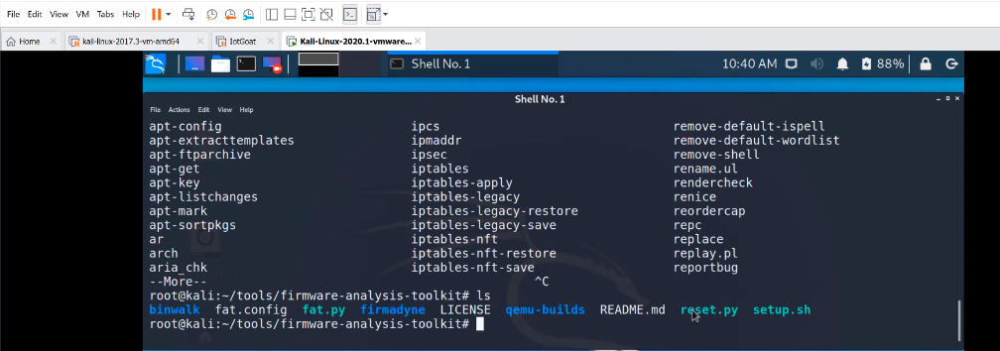 File Edit View VM Tabs Help
Home kali-linux-2017.3-vm-amd64 IotGoat Kali-Linux-2020.1-vmware...
Shell No. 1 10:40 AM 88%
Shell No. 1
File Actions Edit View Help
apt-config ipcs remove-default-ispell
apt-extracttemplates ipmaddr remove-default-wordlist
apt-ftparchive ipsec remove-shell
apt-get iptables rename.ul
apt-key iptables-apply rendercheck
apt-listchanges iptables-legacy renice
apt-mark iptables-legacy-restore reordercap
apt-sortpkgs iptables-legacy-save repc
ar iptables-nft replace
arch iptables-nft-restore replay.pl
aria_chk iptables-nft-save reportbug
--More-- ^C
root@kali:~/tools/firmware-analysis-toolkit# ls
binwalk fat.config fat.py firmadyne LICENSE qemu-builds README.md reset.py setup.sh
root@kali:~/tools/firmware-analysis-toolkit#